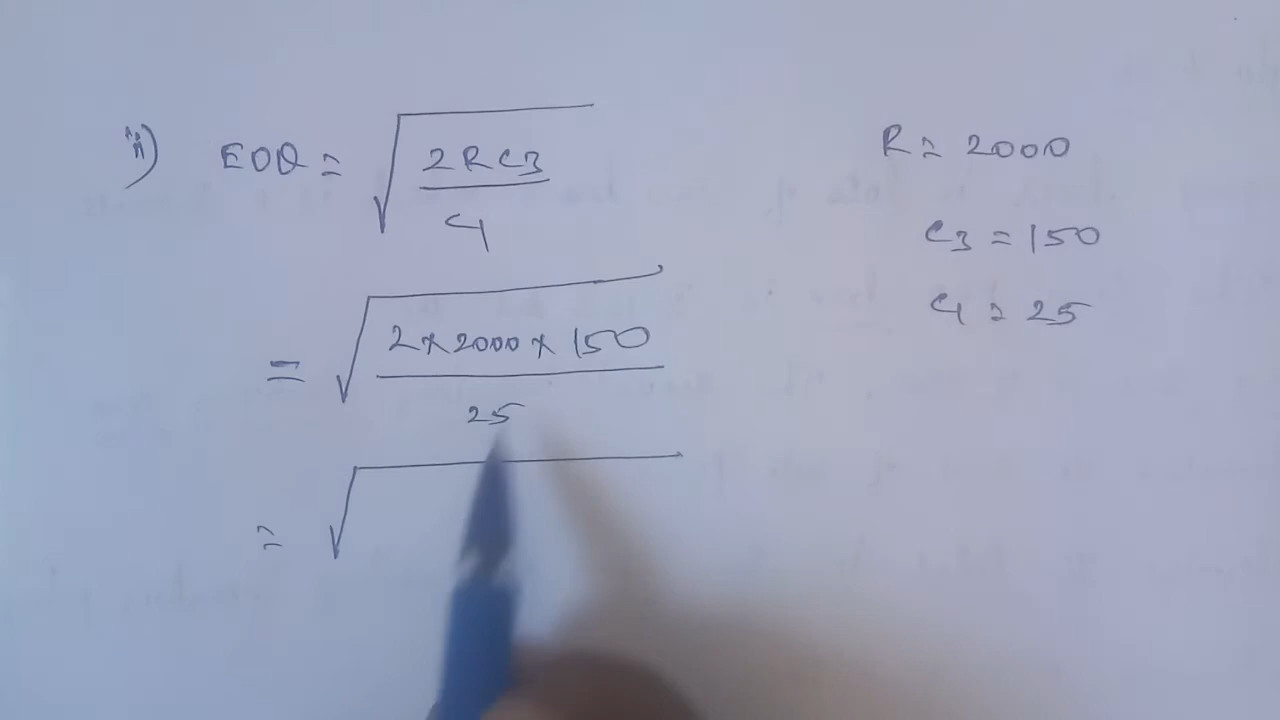 ii) EOQ = √(2RC3 / C1)
R = 2000
C3 = 150
C1 = 25
= √(2×2000×150 / 25)
= √